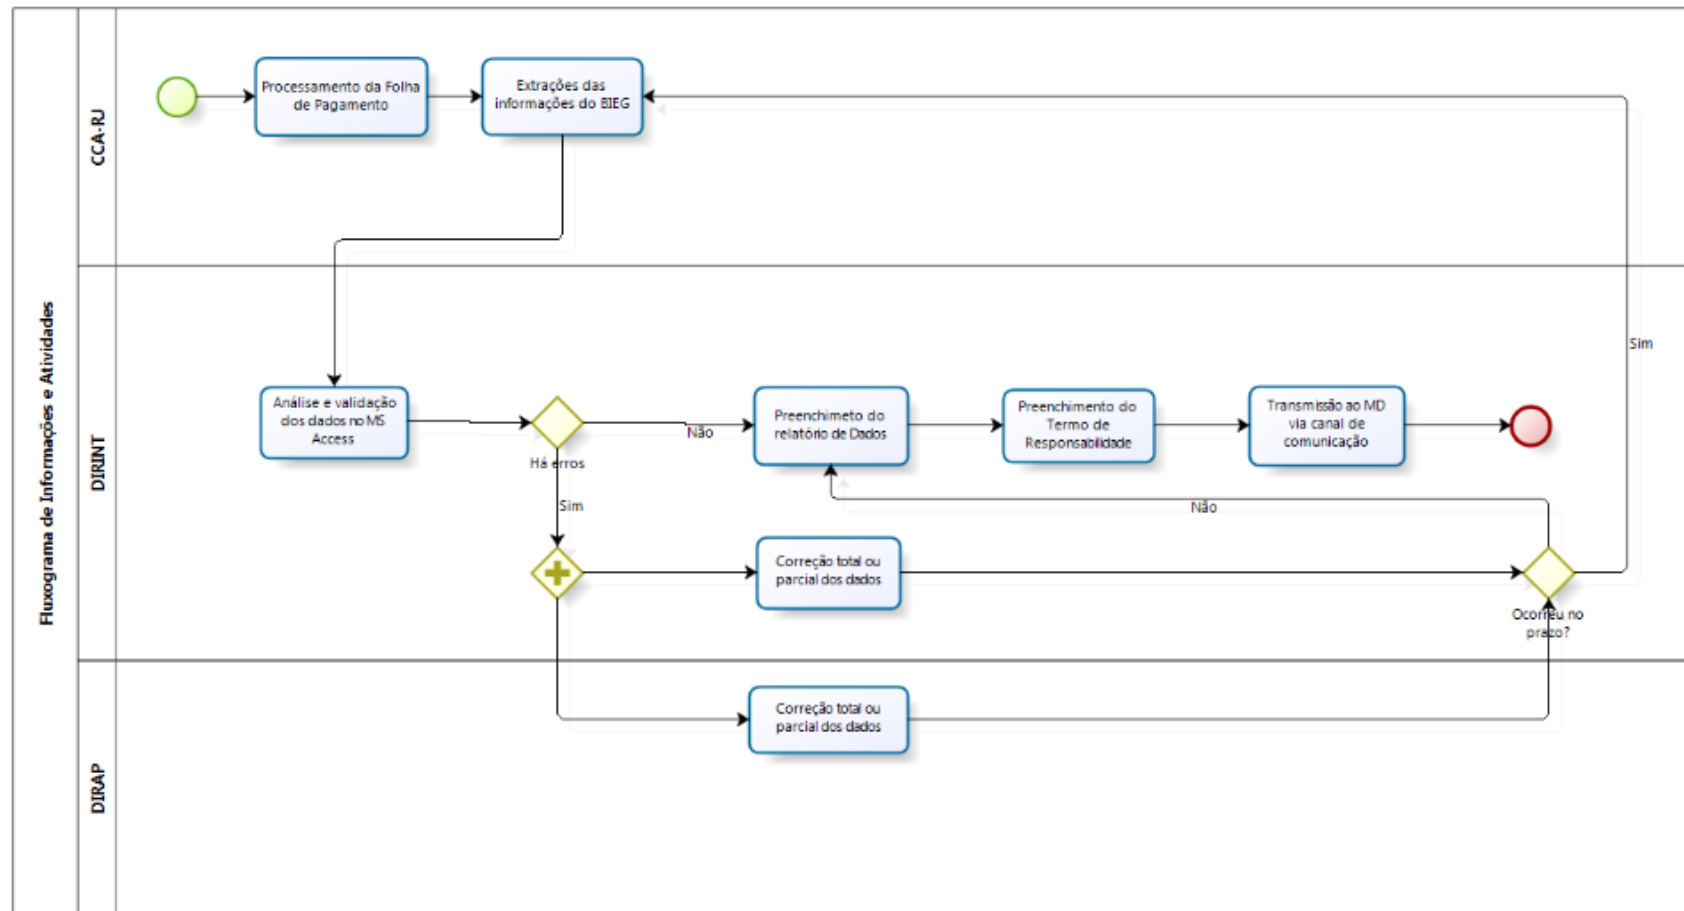 Fluxograma de Informações e Atividades
CCA-RJ
Processamento da Folha
de Pagamento
Extrações das
informações do BIEG
DIRINT
Análise e validação
dos dados no MS
Access
Há erros
Não
Sim
Preenchimeto do
relatório de Dados
Preenchimento do
Termo de
Responsabilidade
Transmissão ao MD
via canal de
comunicação
Sim
Não
Correção total ou
parcial dos dados
Ocorreu no
prazo?
DIRAP
Correção total ou
parcial dos dados